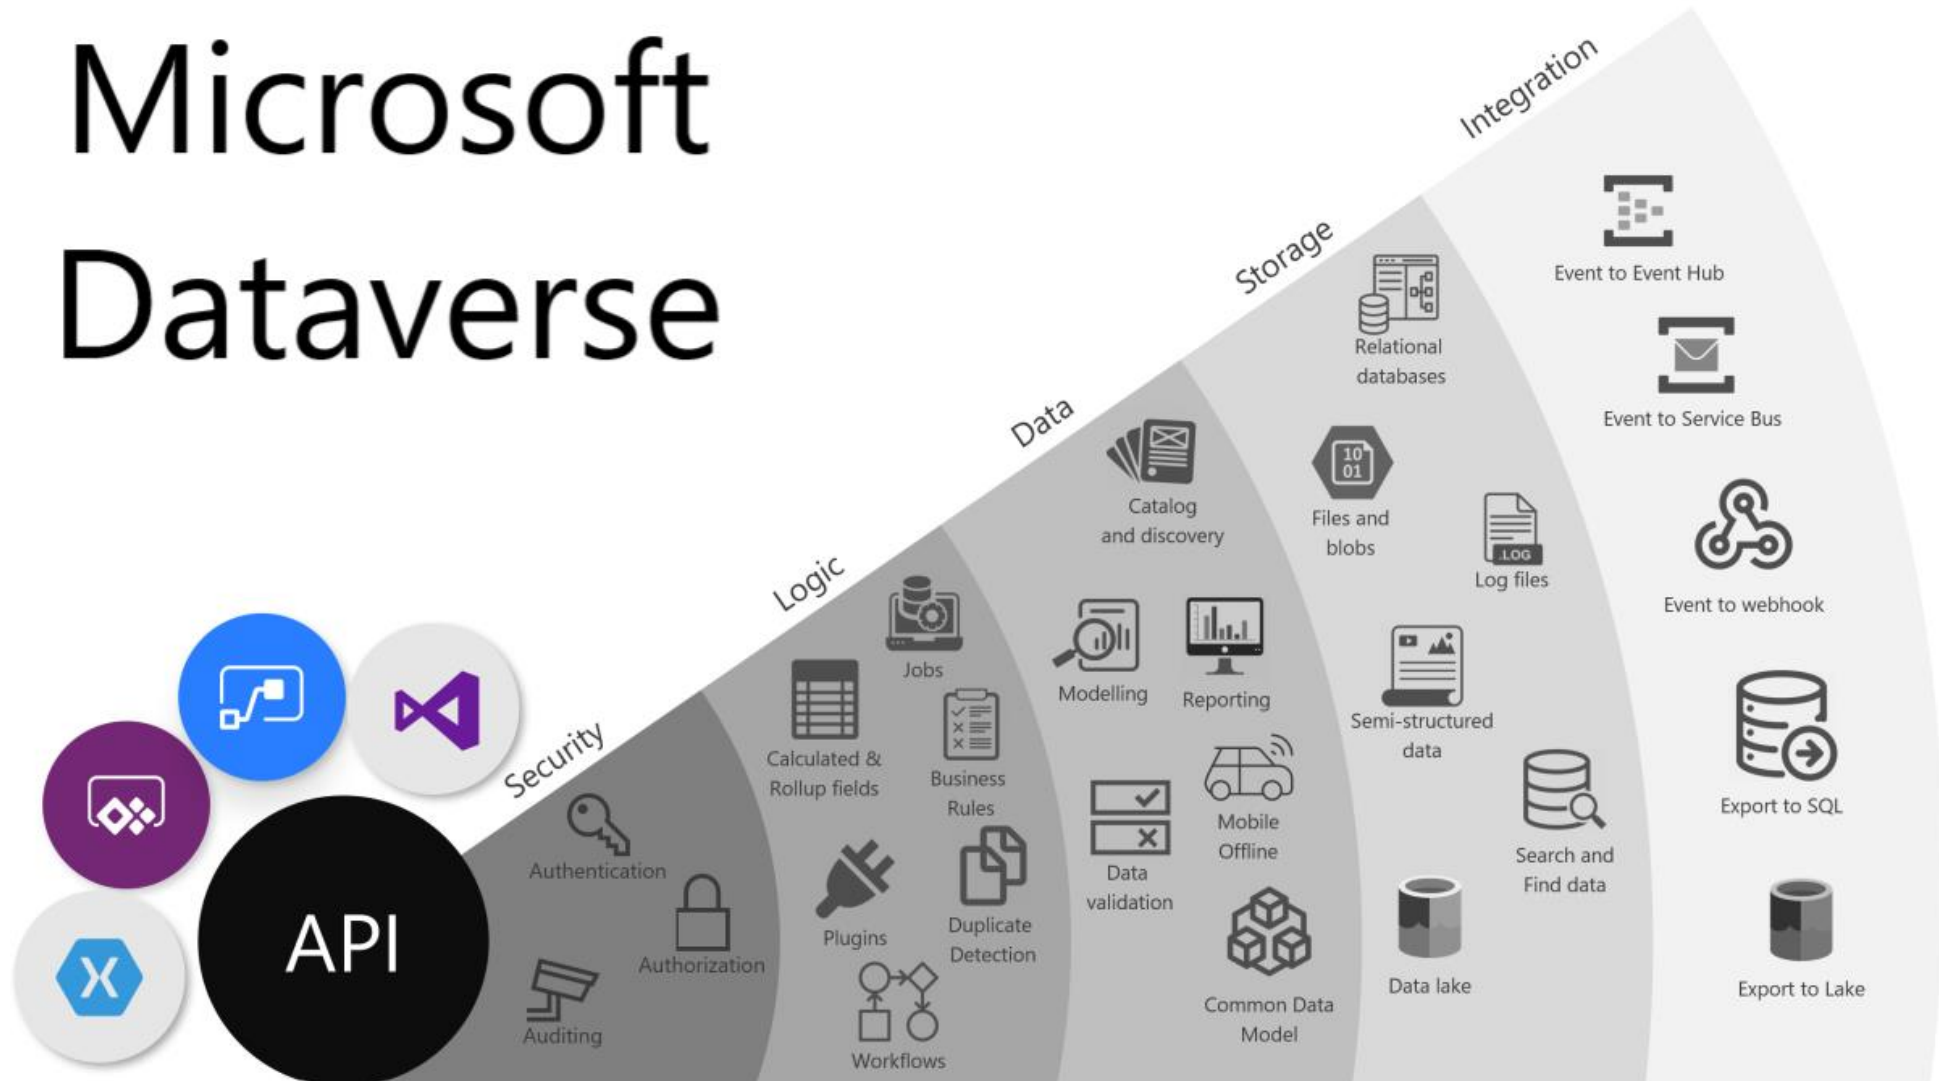 Microsoft
Dataverse
API
Security
Authentication
Authorization
Auditing
Logic
Jobs
Calculated &
Rollup fields
Business
Rules
Plugins
Duplicate
Detection
Workflows
Data
Catalog
and discovery
Modelling
Reporting
Data
validation
Mobile
Offline
Common Data
Model
Storage
Relational
databases
10
01
Files and
blobs
.LOG
Log files
Semi-structured
data
Search and
Find data
Data lake
Integration
Event to Event Hub
Event to Service Bus
Event to webhook
Export to SQL
Export to Lake